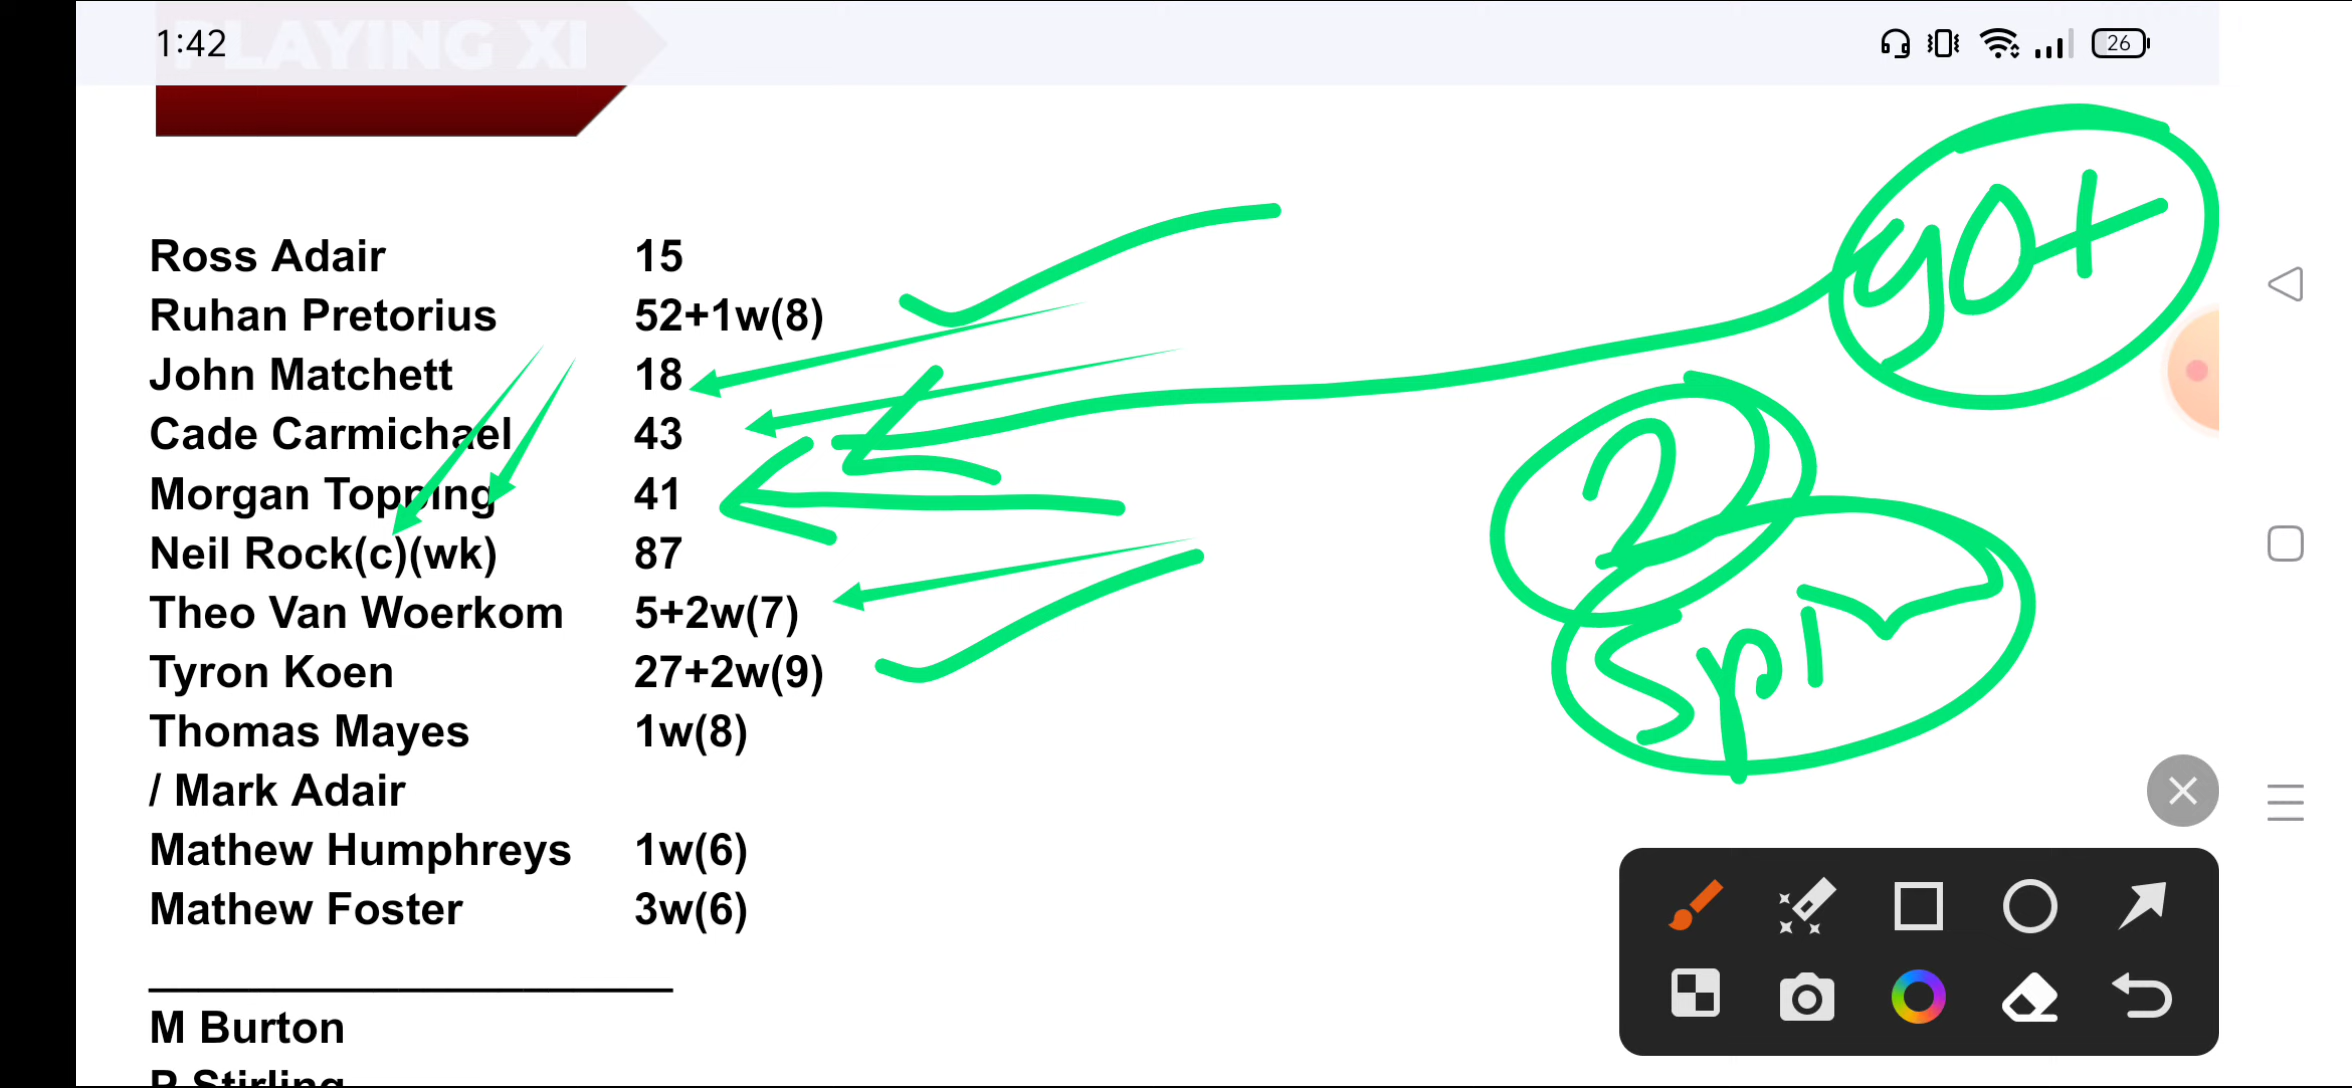 PLAYING XI
1:42
26
Ross Adair 15
Ruhan Pretorius 52+1w(8)
John Matchett 18
Cade Carmichael 43
Morgan Topping 41
Neil Rock(c)(wk) 87
Theo Van Woerkom 5+2w(7)
Tyron Koen 27+2w(9)
Thomas Mayes 1w(8)
/ Mark Adair
Mathew Humphreys 1w(6)
Mathew Foster 3w(6)
M Burton
P Stirling
90+
2
Spin